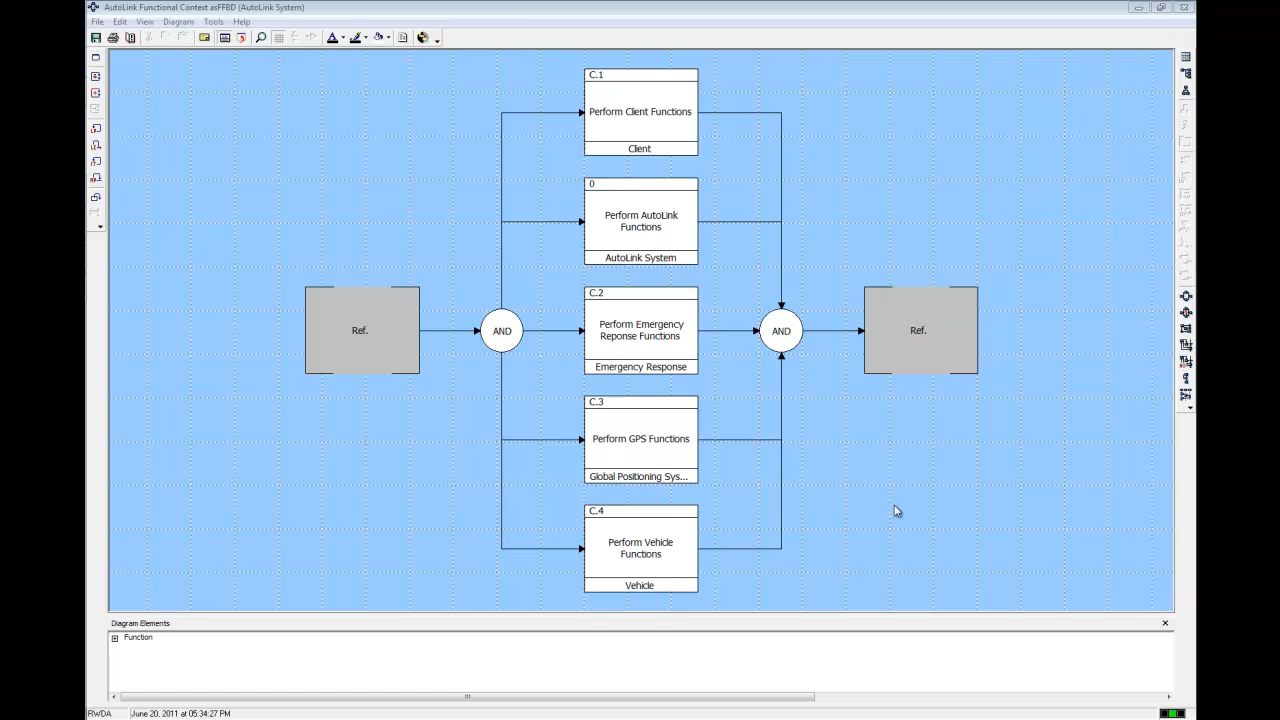 AutoLink Functional Context asFFBD (AutoLink System)
File Edit View Diagram Tools Help
C.1
Perform Client Functions
Client
0
Perform AutoLink
Functions
AutoLink System
Ref.
AND
C.2
Perform Emergency
Reponse Functions
Emergency Response
AND
Ref.
C.3
Perform GPS Functions
Global Positioning Sys...
C.4
Perform Vehicle
Functions
Vehicle
Diagram Elements
Function
RWDA June 20, 2011 at 05:34:27 PM